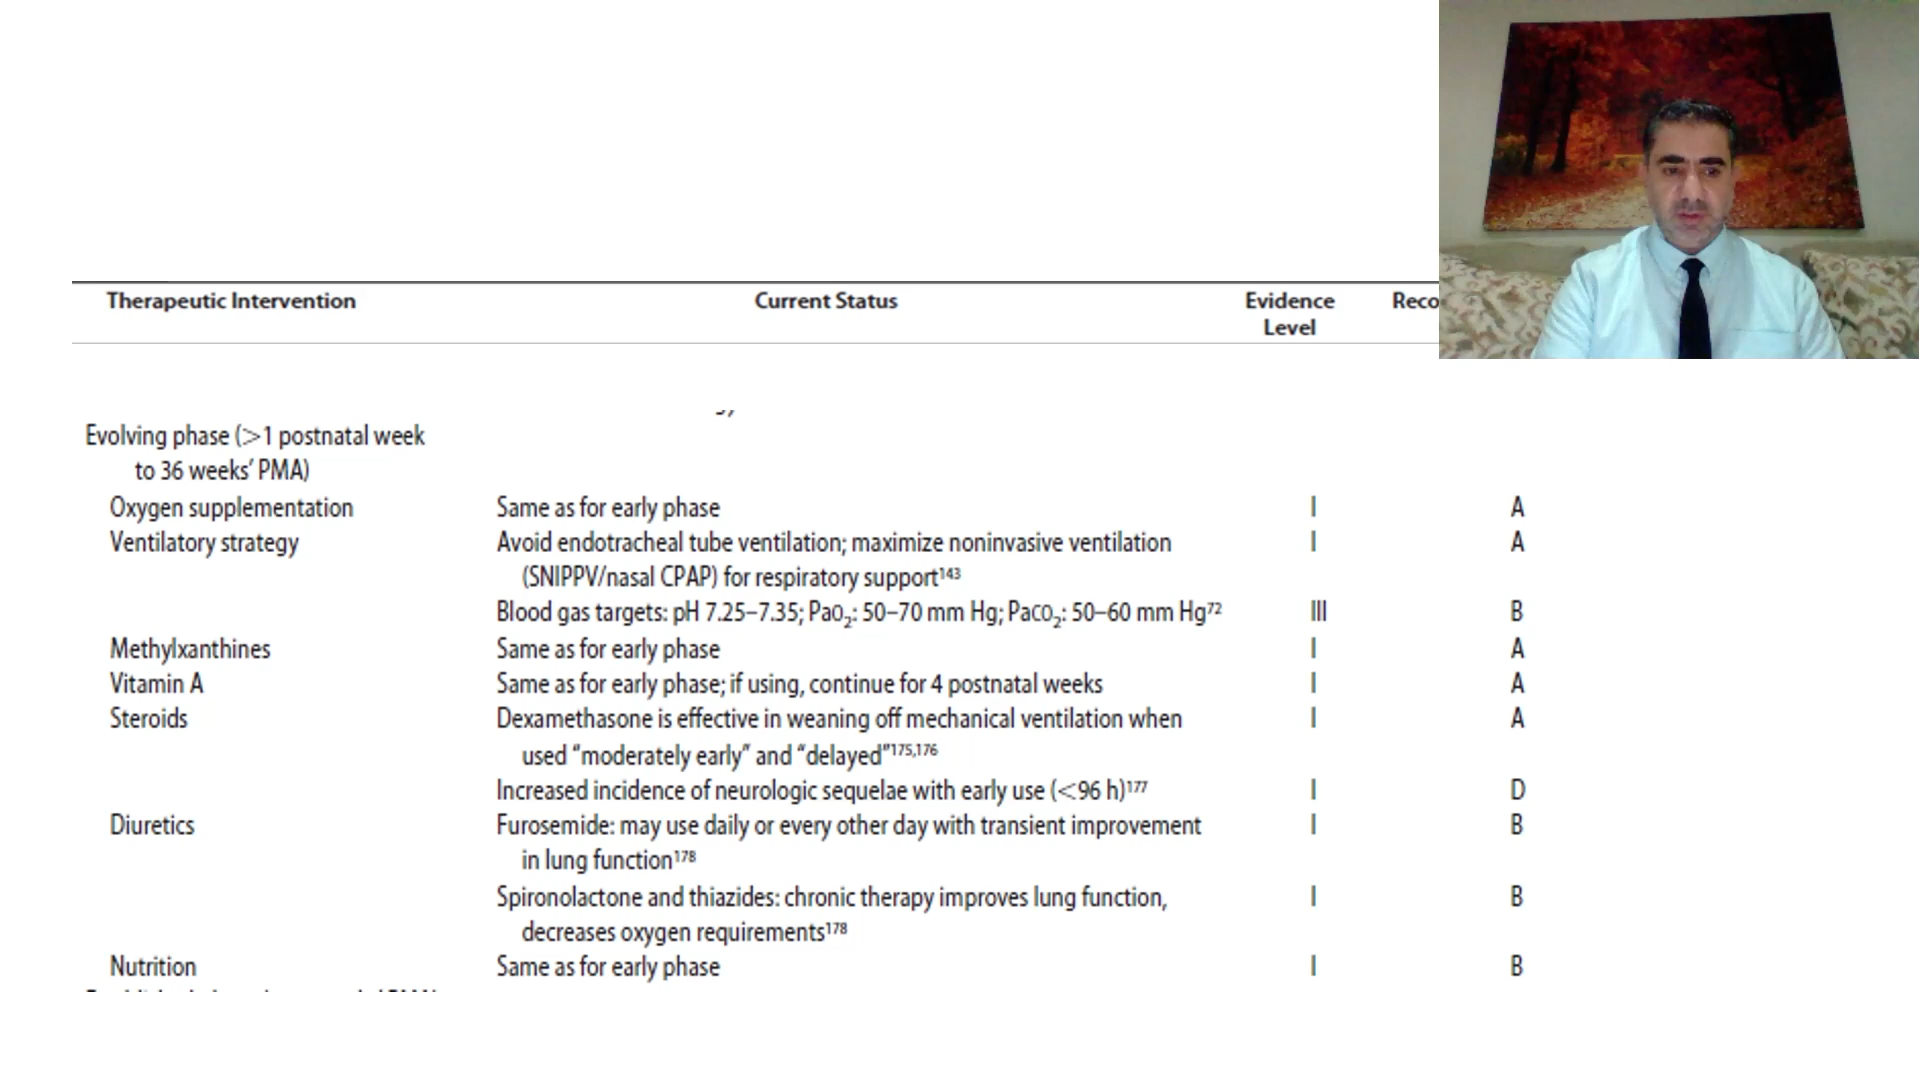 Therapeutic Intervention Current Status Evidence Level Reco
Evolving phase (>1 postnatal week
to 36 weeks' PMA)
Oxygen supplementation Same as for early phase I A
Ventilatory strategy Avoid endotracheal tube ventilation; maximize noninvasive ventilation I A
(SNIPPV/nasal CPAP) for respiratory support¹⁴³
Blood gas targets: pH 7.25–7.35; PaO₂: 50–70 mm Hg; PaCO₂: 50–60 mm Hg⁷² III B
Methylxanthines Same as for early phase I A
Vitamin A Same as for early phase; if using, continue for 4 postnatal weeks I A
Steroids Dexamethasone is effective in weaning off mechanical ventilation when I A
used “moderately early” and “delayed”¹⁷⁵,¹⁷⁶
Increased incidence of neurologic sequelae with early use (<96 h)¹⁷⁷ I D
Diuretics Furosemide: may use daily or every other day with transient improvement I B
in lung function¹⁷⁸
Spironolactone and thiazides: chronic therapy improves lung function, I B
decreases oxygen requirements¹⁷⁸
Nutrition Same as for early phase I B